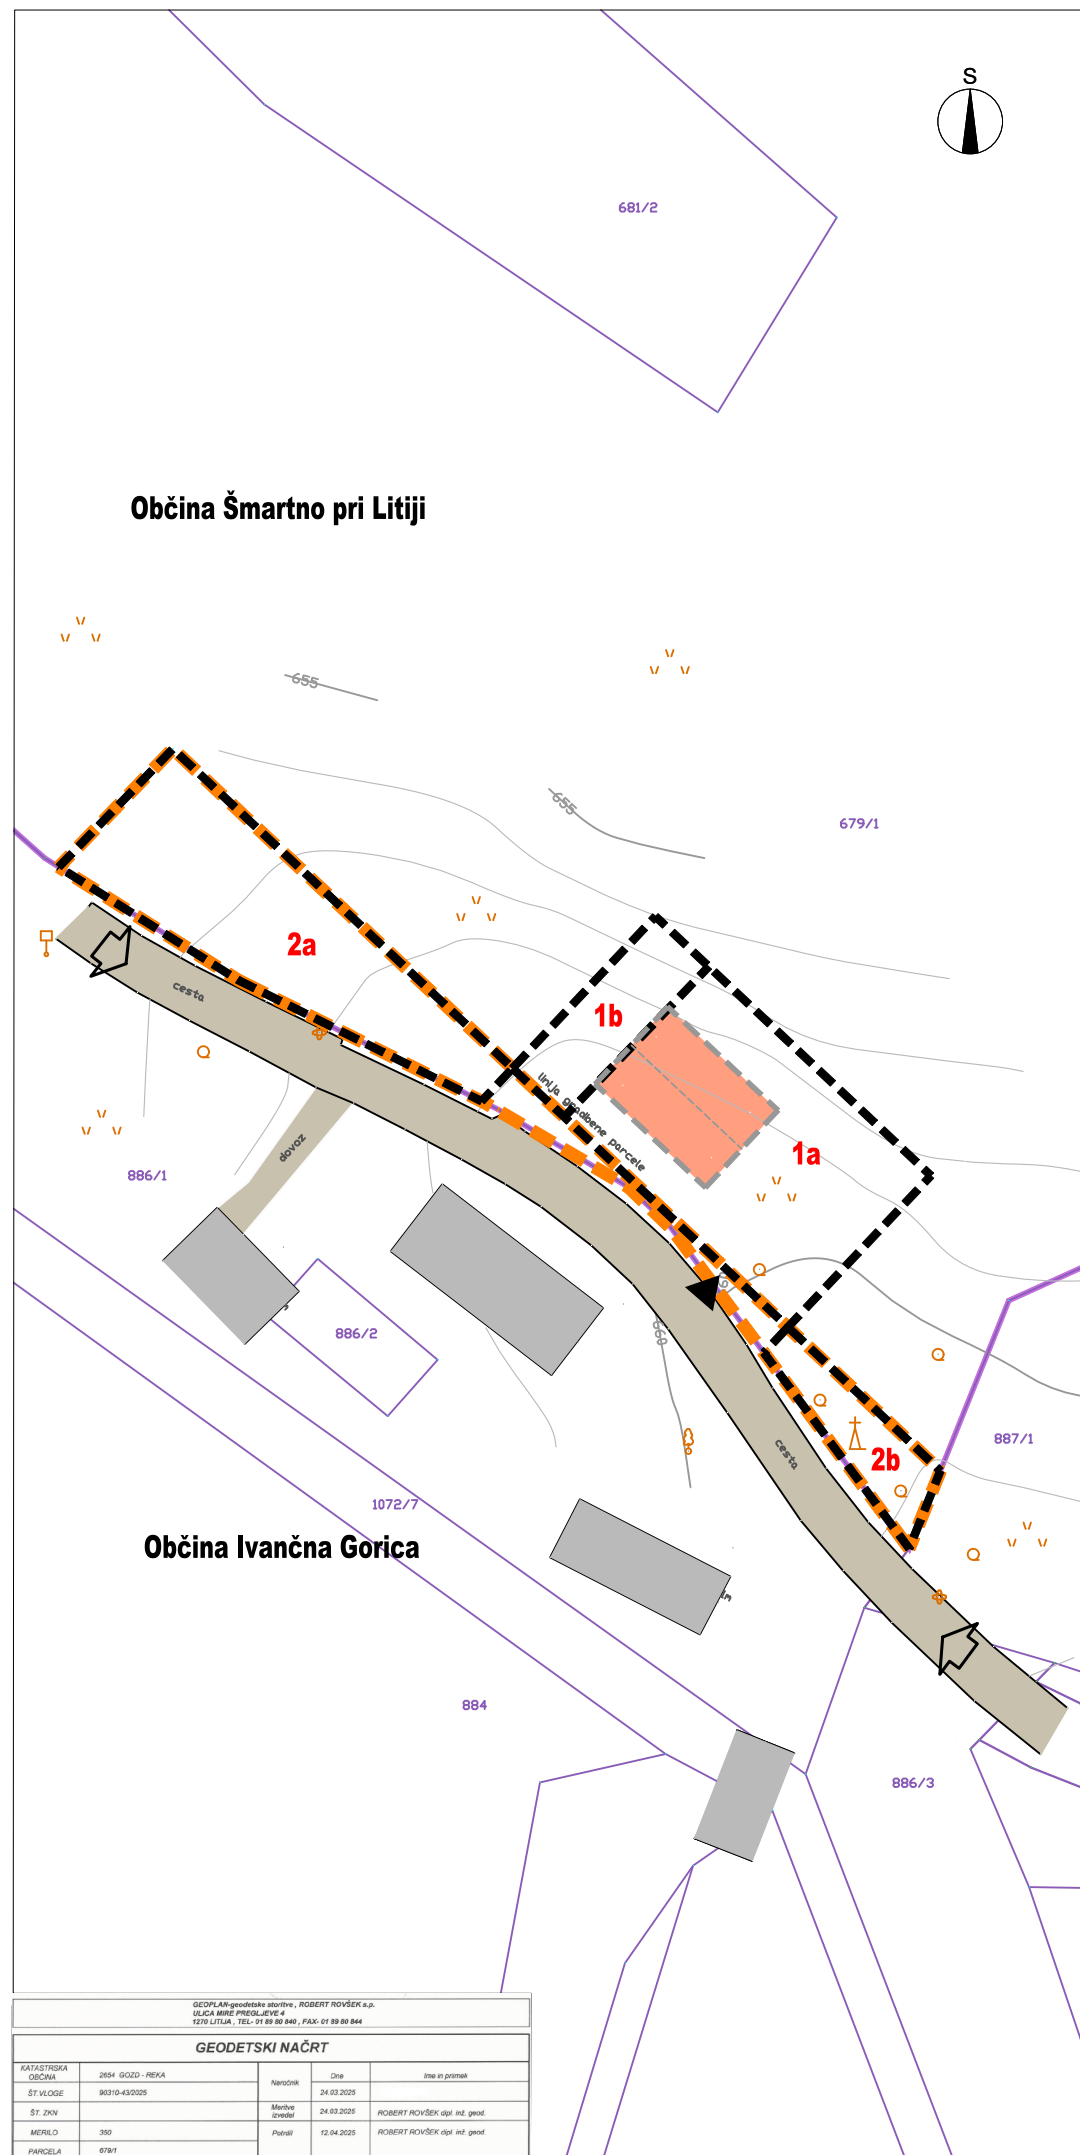 S
681/2
Občina Šmartno pri Litiji
655
655
679/1
2a
cesta
1b
linija gradbene parcele
1a
dovoz
886/1
886/2
660
2b
cesta
887/1
1072/7
Občina Ivančna Gorica
884
886/3
GEOPLAN-geodetske storitve , ROBERT ROVŠEK s.p.
ULICA MIRE PREGLJEVE 4
1270 LITIJA , TEL- 01 89 80 840 , FAX- 01 89 80 844
GEODETSKI NAČRT
KATASTRSKA OBČINA 2654 GOZD - REKA Naročnik Dne Ime in priimek
ŠT.VLOGE 90310-43/2025 24.03.2025
ŠT. ZKN Meritve izvedel 24.03.2025 ROBERT ROVŠEK dipl. inž. geod.
MERILO 350 Potrdil 12.04.2025 ROBERT ROVŠEK dipl. inž. geod.
PARCELA 679/1